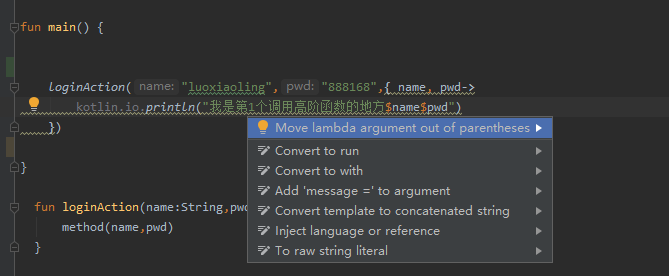 fun main() {
loginAction( name: "luoxiaoling", pwd: "888168",{ name, pwd->
kotlin.io.println("我是第1个调用高阶函数的地方$name$pwd")
})
Move lambda argument out of parentheses
Convert to run
}
Convert to with
Add 'message =' to argument
fun loginAction(name:String,pwd
Convert template to concatenated string
method(name,pwd)
Inject language or reference
}
To raw string literal